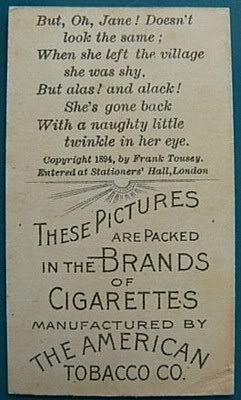 But, Oh, Jane! Doesn't
look the same;
When she left the village
she was shy.
But alas! and alack!
She's gone back
With a naughty little
twinkle in her eye.
Copyright 1894, by Frank Tousey.
Entered at Stationers' Hall, London
THESE PICTURES
ARE PACKED
IN THE BRANDS
OF
CIGARETTES
MANUFACTURED BY
THE AMERICAN
TOBACCO CO.